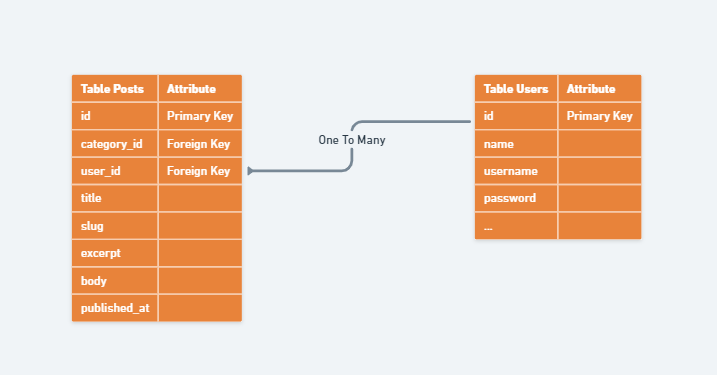 Table Posts Attribute
id Primary Key
category_id Foreign Key
user_id Foreign Key
title
slug
excerpt
body
published_at
One To Many
Table Users Attribute
id Primary Key
name
username
password
...